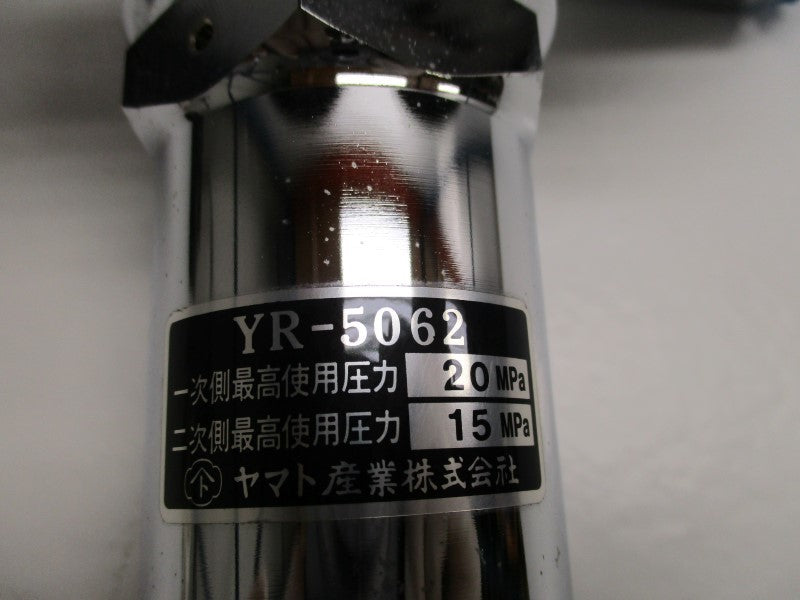 YR-5062
一次側最高使用圧力 20 MPa
二次側最高使用圧力 15 MPa
ヤマト産業株式会社